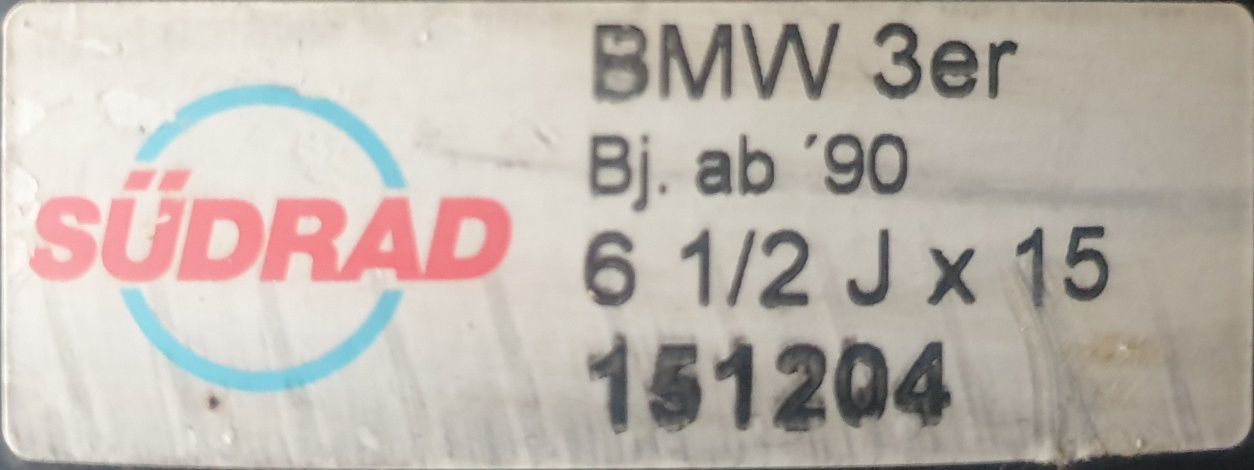 SÜDRAD
BMW 3er
Bj. ab ´90
6 1/2 J x 15
151204